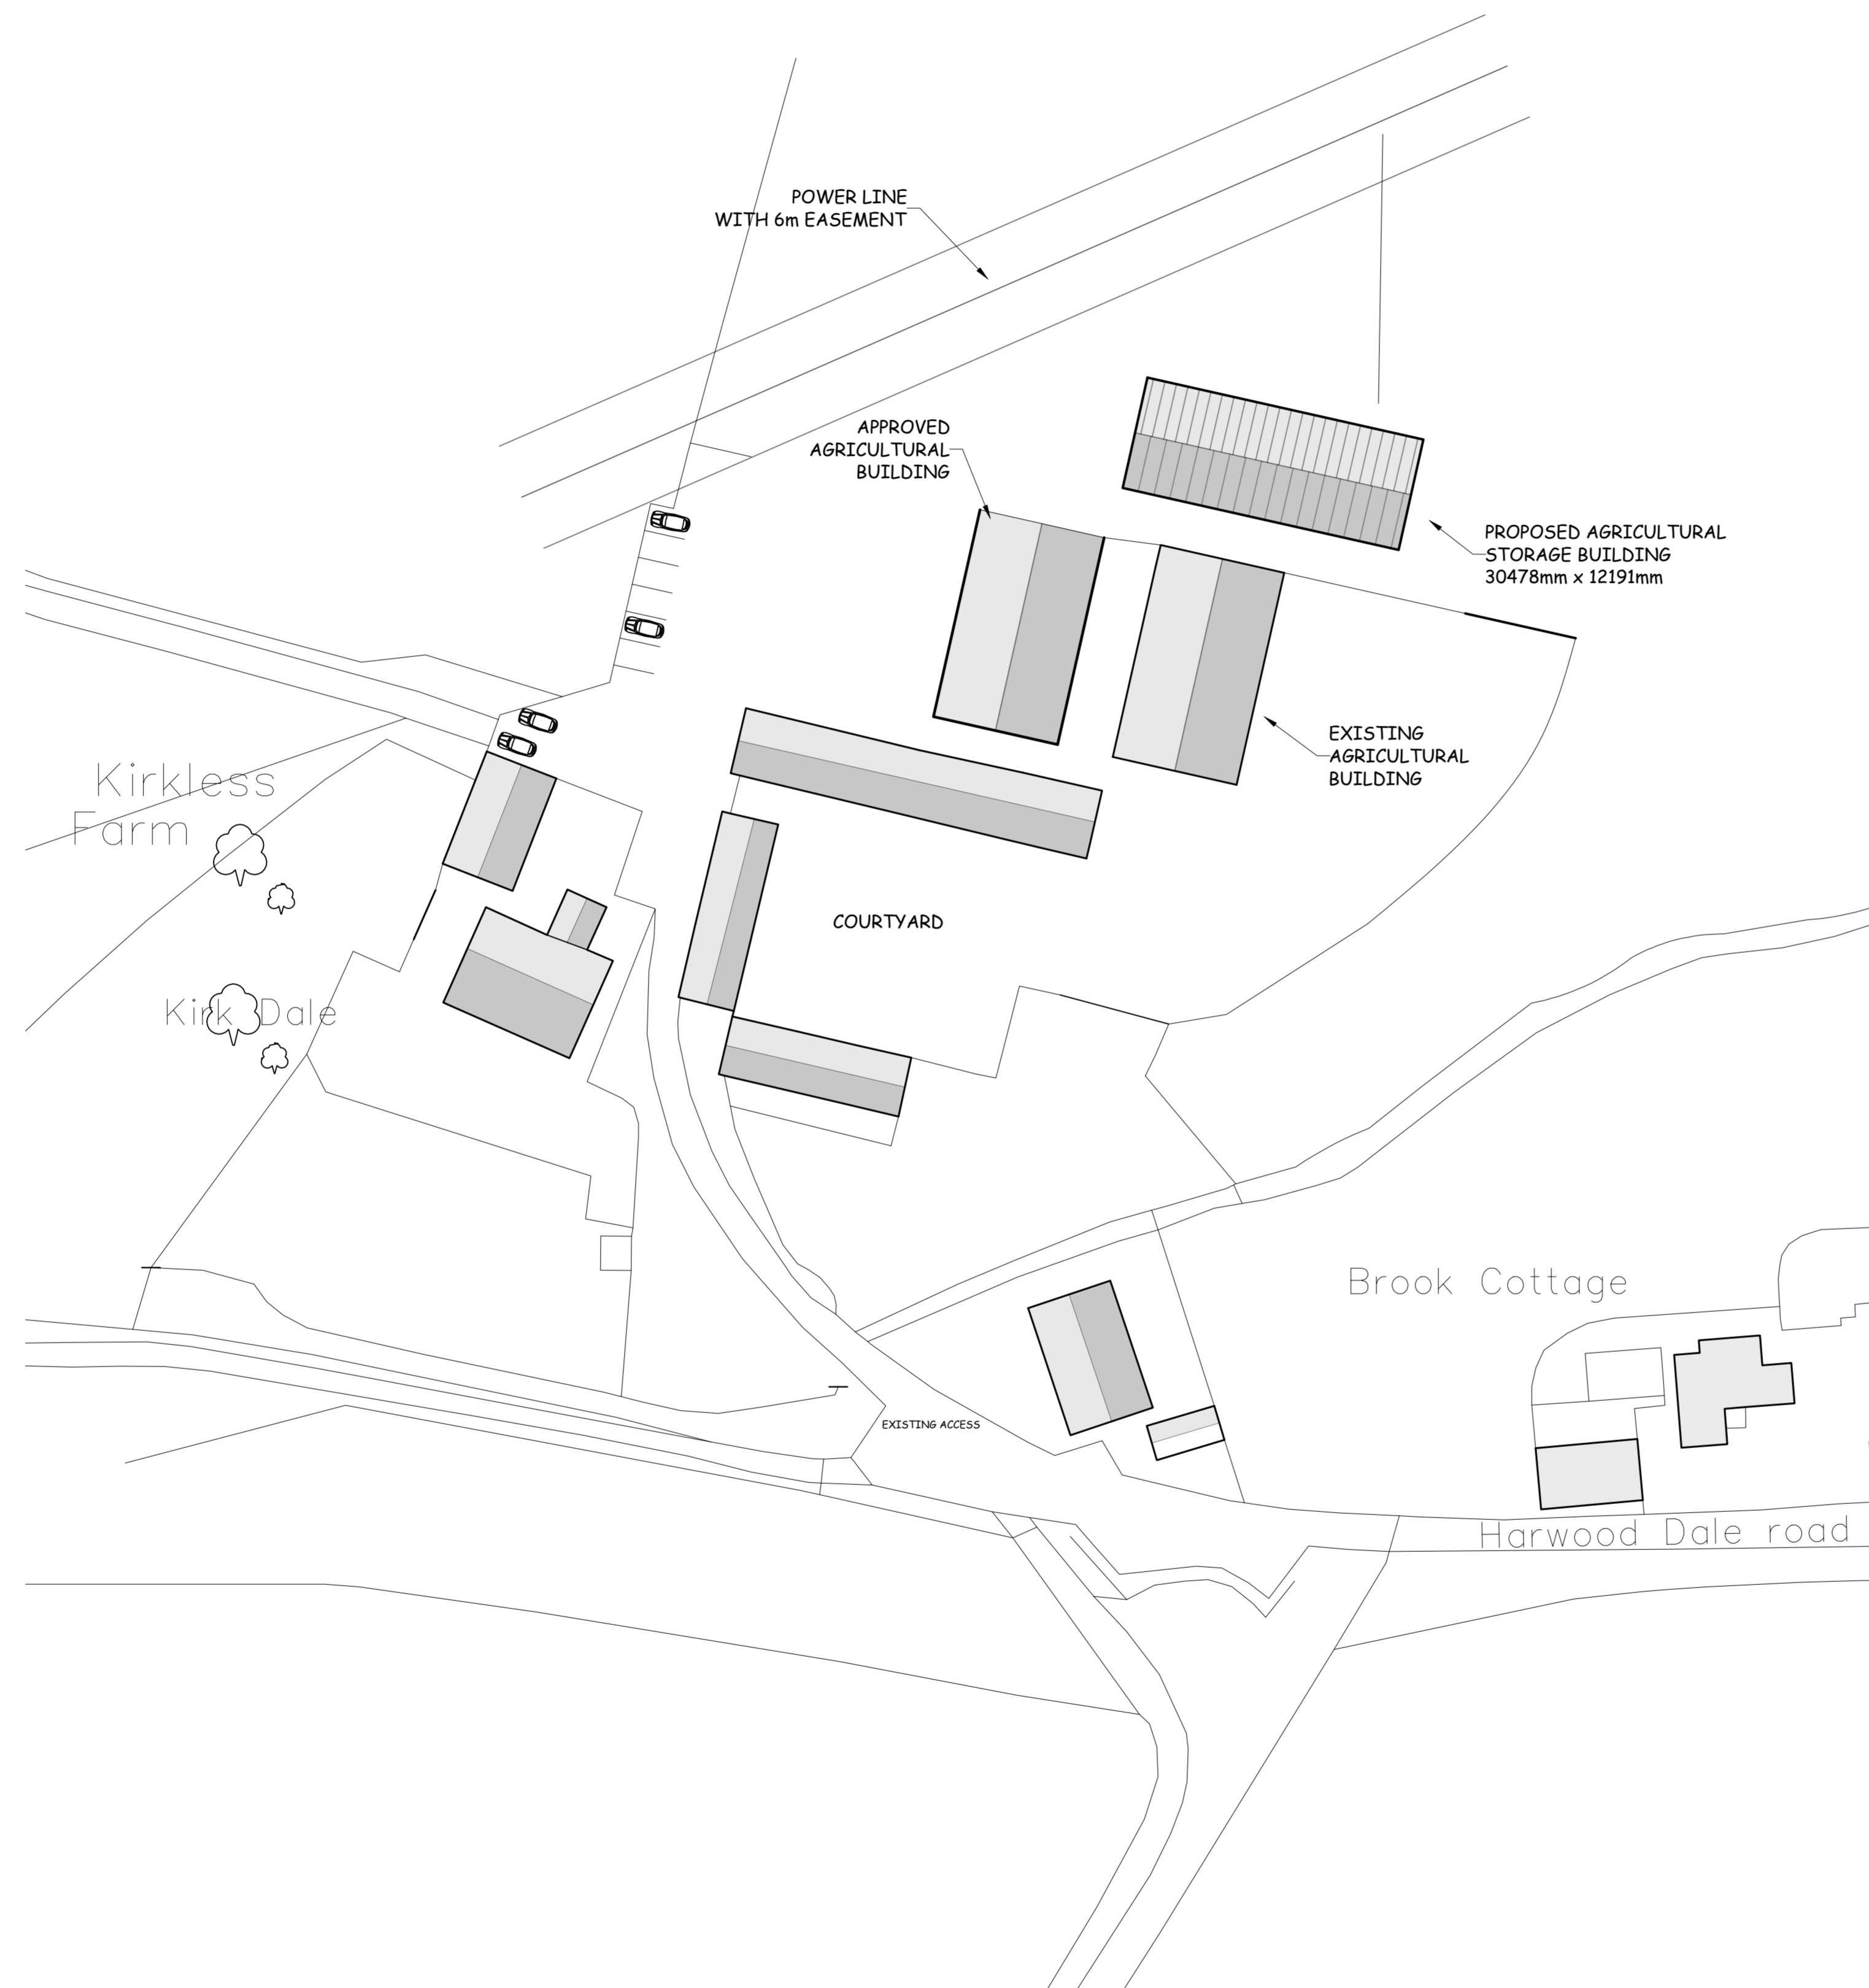 POWER LINE
WITH 6m EASEMENT
APPROVED
AGRICULTURAL
BUILDING
PROPOSED AGRICULTURAL
STORAGE BUILDING
30478mm x 12191mm
EXISTING
AGRICULTURAL
BUILDING
Kirkless
Farm
COURTYARD
Kirk Dale
Brook Cottage
EXISTING ACCESS
Harwood Dale road